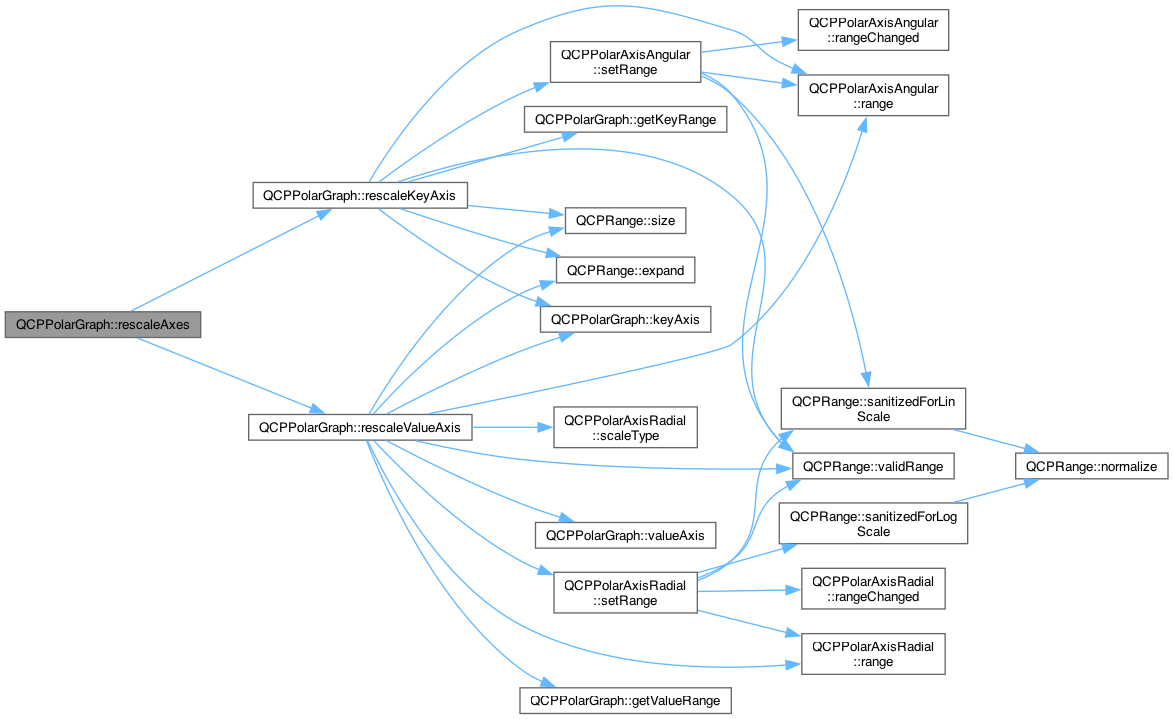 QCPPolarAxisAngular
::rangeChanged
QCPPolarAxisAngular
::setRange
QCPPolarAxisAngular
::range
QCPPolarGraph::getKeyRange
QCPPolarGraph::rescaleKeyAxis
QCPRange::size
QCPRange::expand
QCPPolarGraph::keyAxis
QCPPolarGraph::rescaleAxes
QCPRange::sanitizedForLin
Scale
QCPPolarGraph::rescaleValueAxis
QCPPolarAxisRadial
::scaleType
QCPRange::validRange
QCPRange::normalize
QCPRange::sanitizedForLog
Scale
QCPPolarGraph::valueAxis
QCPPolarAxisRadial
::setRange
QCPPolarAxisRadial
::rangeChanged
QCPPolarAxisRadial
::range
QCPPolarGraph::getValueRange